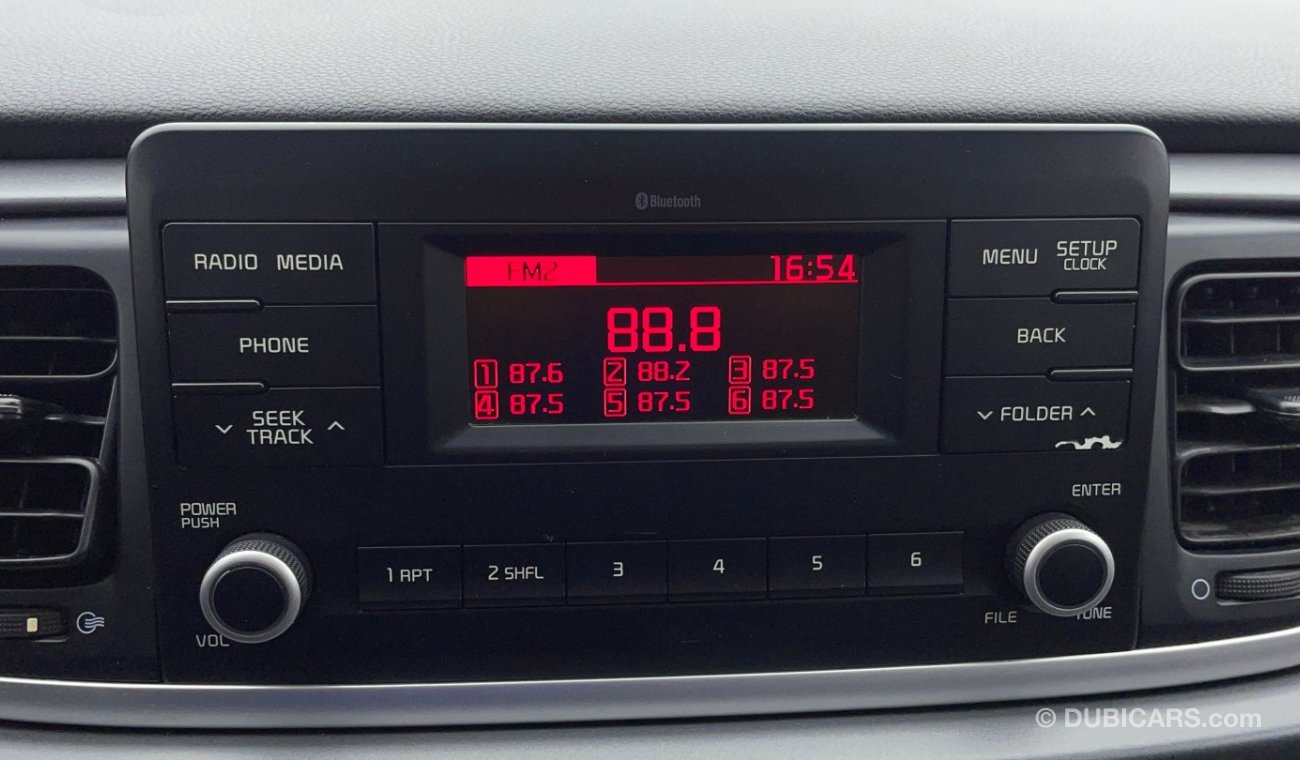 Bluetooth
RADIO MEDIA
PHONE
SEEK
TRACK
FM2 16:54
88.8
1 87.6 2 88.2 3 87.5
4 87.5 5 87.5 6 87.5
MENU SETUP
CLOCK
BACK
FOLDER
POWER
PUSH
VOL
1 RPT 2 SHFL 3 4 5 6
ENTER
FILE TUNE
© DUBICARS.com